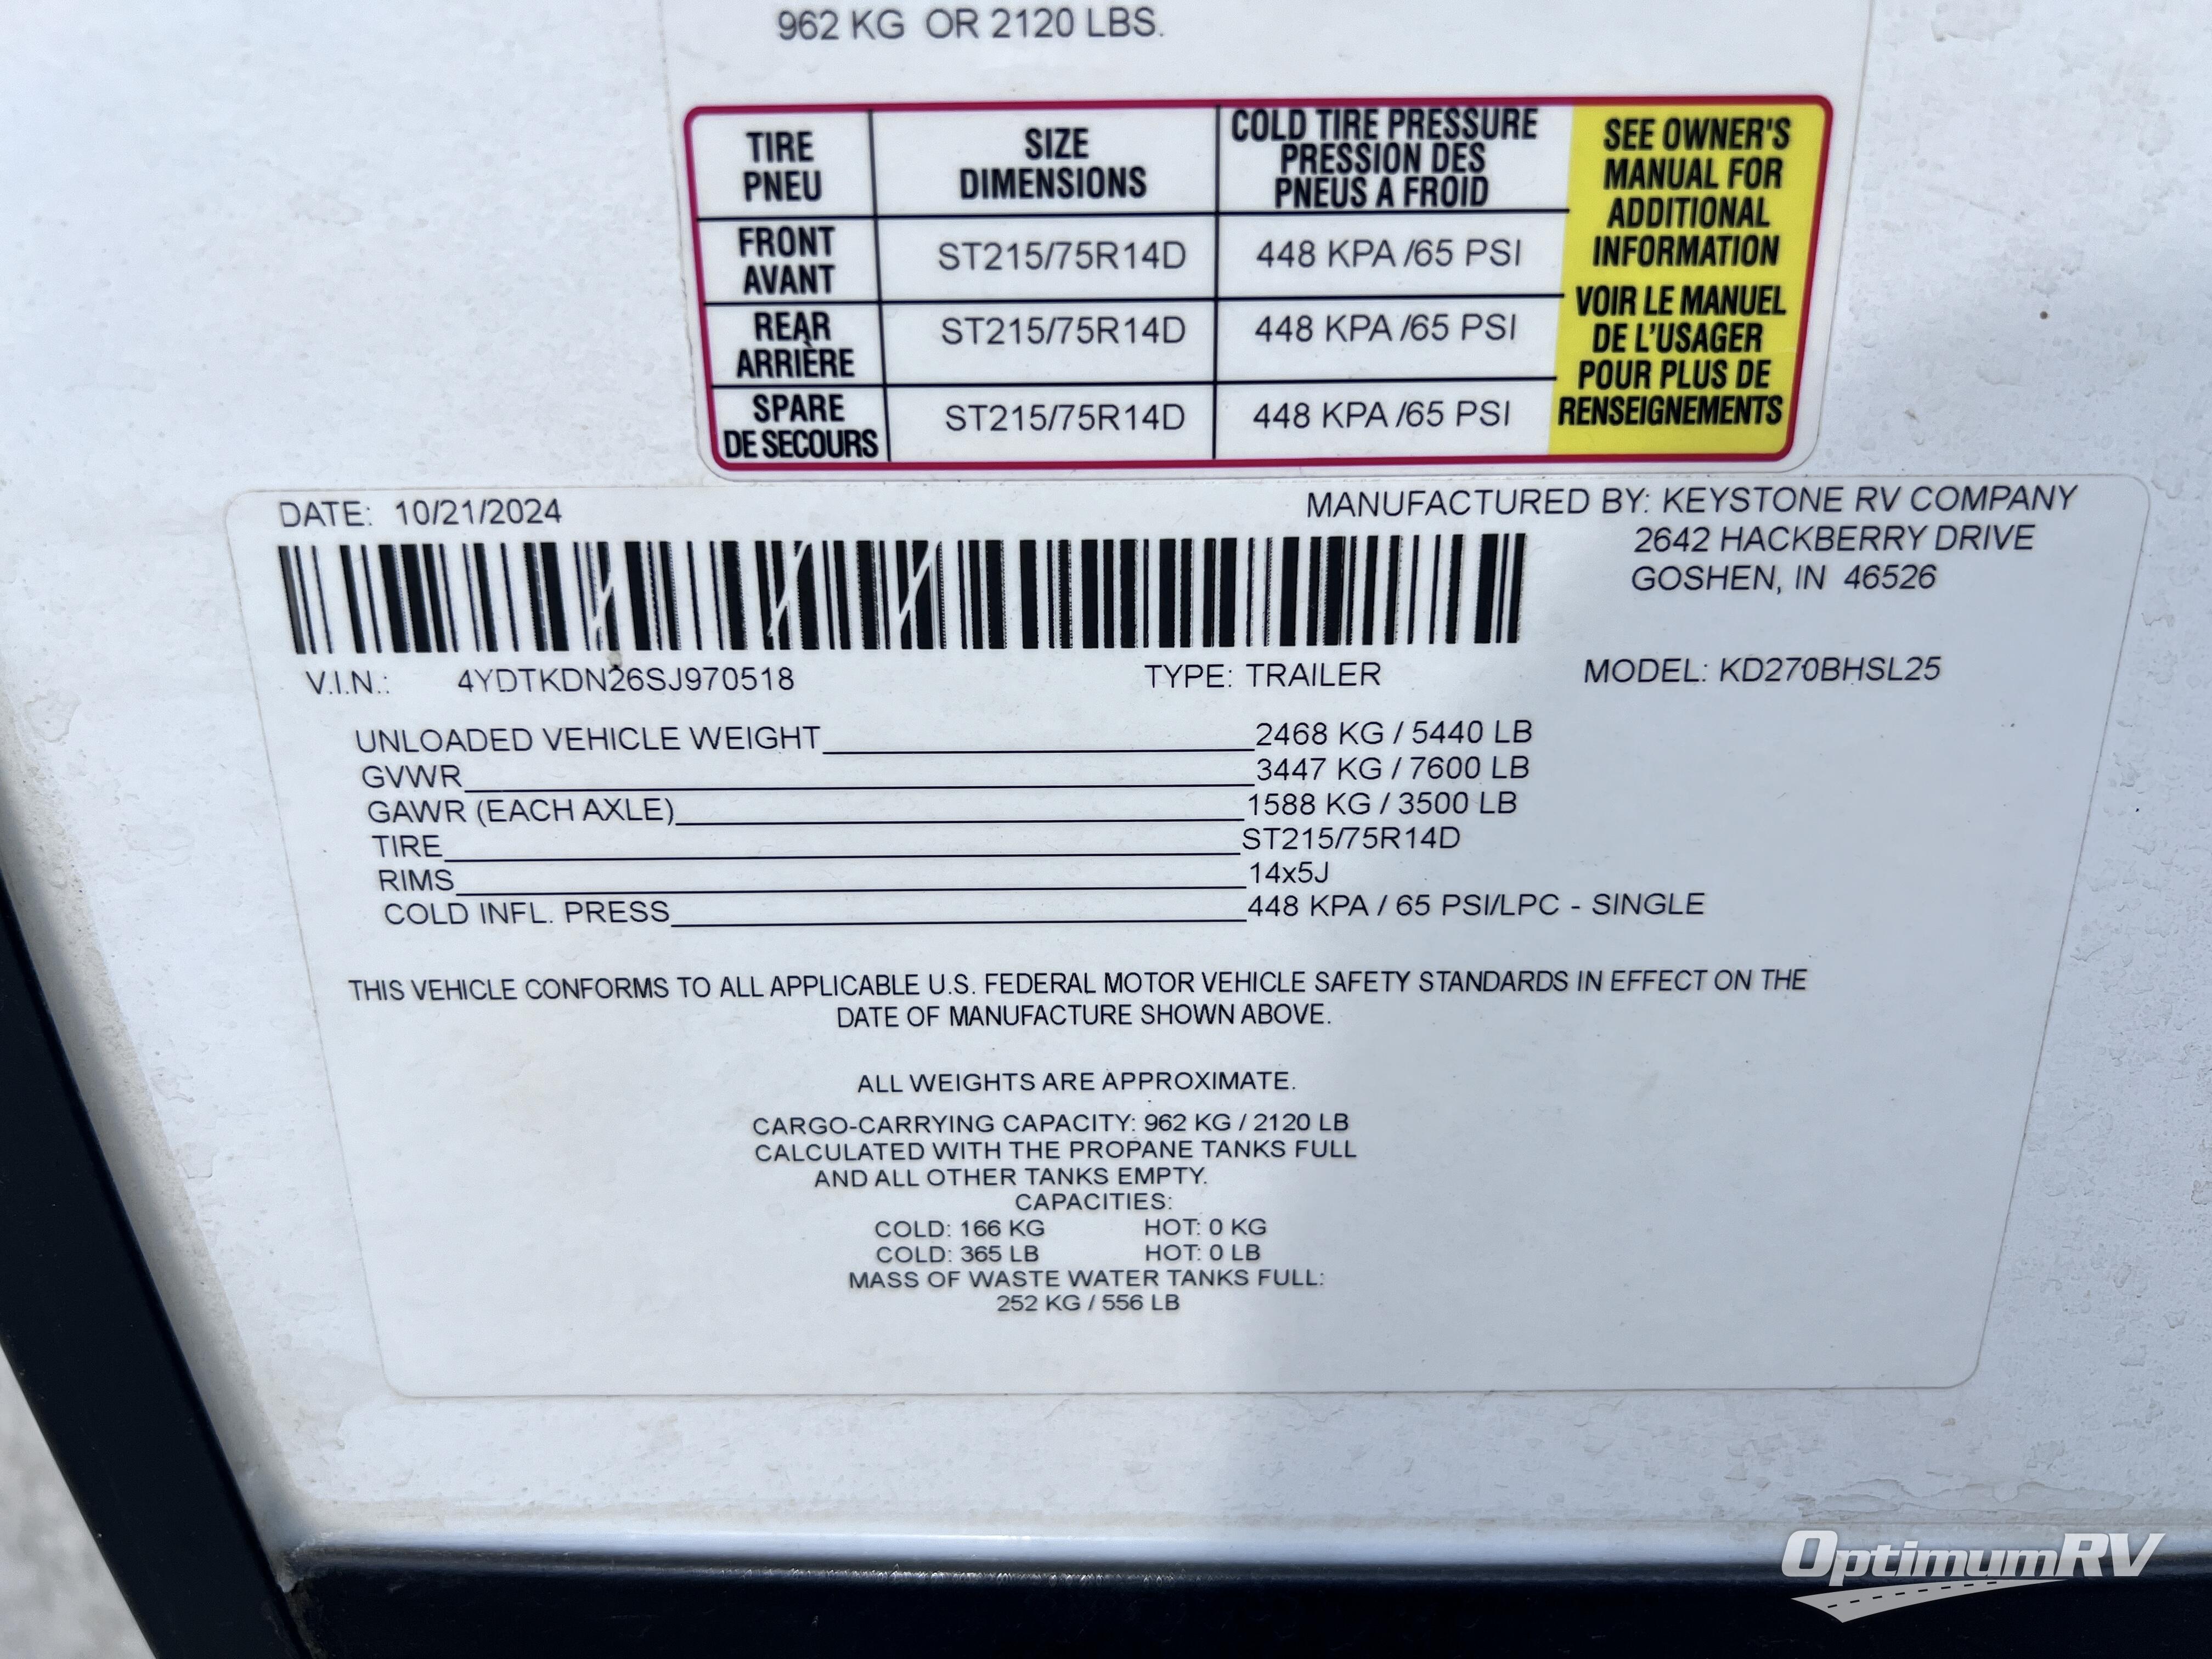 962 KG OR 2120 LBS.
TIRE PNEU SIZE DIMENSIONS COLD TIRE PRESSURE PRESSION DES PNEUS A FROID
FRONT AVANT ST215/75R14D 448 KPA /65 PSI
REAR ARRIÈRE ST215/75R14D 448 KPA /65 PSI
SPARE DE SECOURS ST215/75R14D 448 KPA /65 PSI
SEE OWNER'S
MANUAL FOR
ADDITIONAL
INFORMATION
VOIR LE MANUEL
DE L'USAGER
POUR PLUS DE
RENSEIGNEMENTS
DATE: 10/21/2024 MANUFACTURED BY: KEYSTONE RV COMPANY
2642 HACKBERRY DRIVE
GOSHEN, IN 46526
V.I.N.: 4YDTKDN26SJ970518 TYPE: TRAILER MODEL: KD270BHSL25
UNLOADED VEHICLE WEIGHT 2468 KG / 5440 LB
GVWR 3447 KG / 7600 LB
GAWR (EACH AXLE) 1588 KG / 3500 LB
TIRE ST215/75R14D
RIMS 14x5J
COLD INFL. PRESS 448 KPA / 65 PSI/LPC - SINGLE
THIS VEHICLE CONFORMS TO ALL APPLICABLE U.S. FEDERAL MOTOR VEHICLE SAFETY STANDARDS IN EFFECT ON THE
DATE OF MANUFACTURE SHOWN ABOVE.
ALL WEIGHTS ARE APPROXIMATE.
CARGO-CARRYING CAPACITY: 962 KG / 2120 LB
CALCULATED WITH THE PROPANE TANKS FULL
AND ALL OTHER TANKS EMPTY.
CAPACITIES:
COLD: 166 KG HOT: 0 KG
COLD: 365 LB HOT: 0 LB
MASS OF WASTE WATER TANKS FULL:
252 KG / 556 LB
OptimumRV